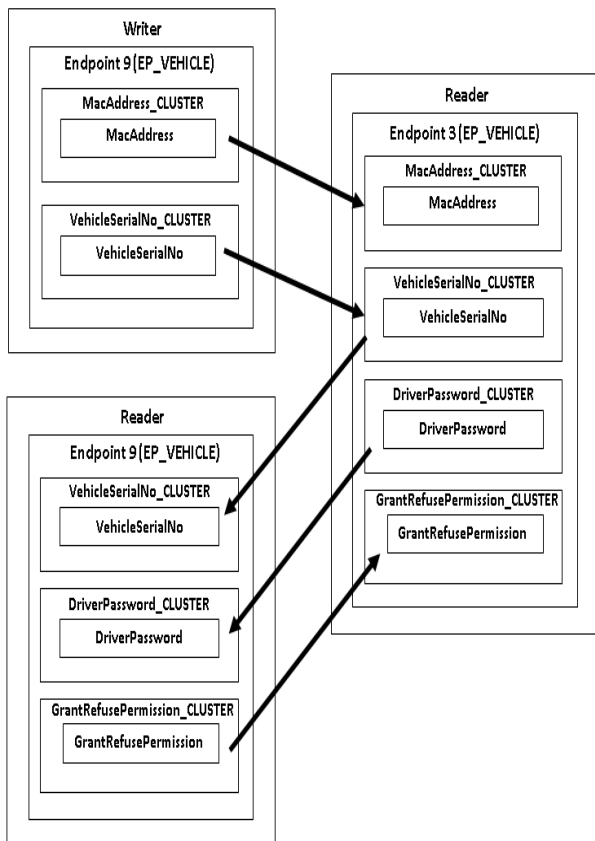 Writer
Endpoint 9 (EP_VEHICLE)
MacAddress_CLUSTER
MacAddress
VehicleSerialNo_CLUSTER
VehicleSerialNo
Reader
Endpoint 3 (EP_VEHICLE)
MacAddress_CLUSTER
MacAddress
VehicleSerialNo_CLUSTER
VehicleSerialNo
DriverPassword_CLUSTER
DriverPassword
GrantRefusePermission_CLUSTER
GrantRefusePermission
Reader
Endpoint 9 (EP_VEHICLE)
VehicleSerialNo_CLUSTER
VehicleSerialNo
DriverPassword_CLUSTER
DriverPassword
GrantRefusePermission_CLUSTER
GrantRefusePermission